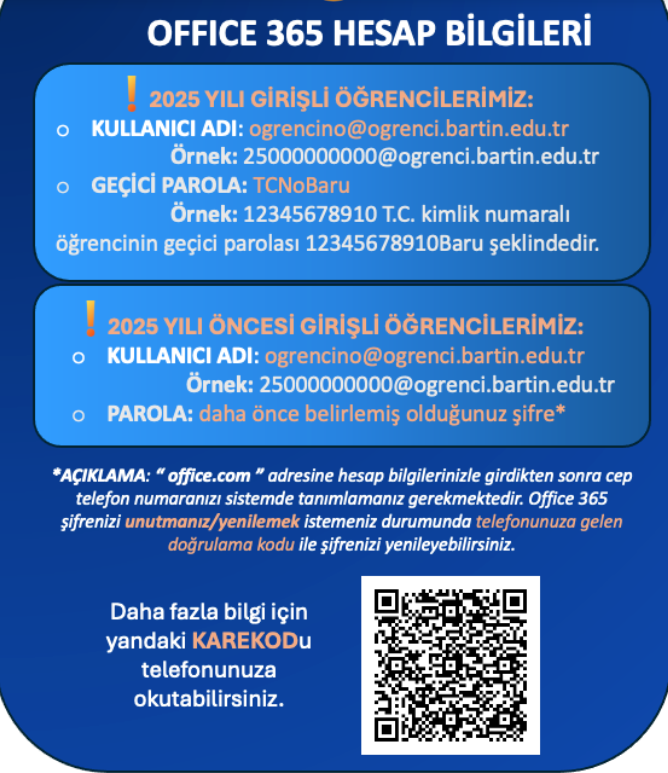 OFFICE 365 HESAP BİLGİLERİ
❗ 2025 YILI GİRİŞLİ ÖĞRENCİLERİMİZ:
o KULLANICI ADI: ogrencino@ogrenci.bartin.edu.tr
Örnek: 25000000000@ogrenci.bartin.edu.tr
o GEÇİCİ PAROLA: TCNoBaru
Örnek: 12345678910 T.C. kimlik numaralı
öğrencinin geçici parolası 12345678910Baru şeklindedir.
❗ 2025 YILI ÖNCESİ GİRİŞLİ ÖĞRENCİLERİMİZ:
o KULLANICI ADI: ogrencino@ogrenci.bartin.edu.tr
Örnek: 25000000000@ogrenci.bartin.edu.tr
o PAROLA: daha önce belirlemiş olduğunuz şifre*
*AÇIKLAMA: “ office.com ” adresine hesap bilgilerinizle girdikten sonra cep
telefon numaranızı sistemde tanımlamanız gerekmektedir. Office 365
şifrenizi unutmanız/yenilemek istemeniz durumunda telefonunuza gelen
doğrulama kodu ile şifrenizi yenileyebilirsiniz.
Daha fazla bilgi için
yandaki KAREKODu
telefonunuza
okutabilirsiniz.